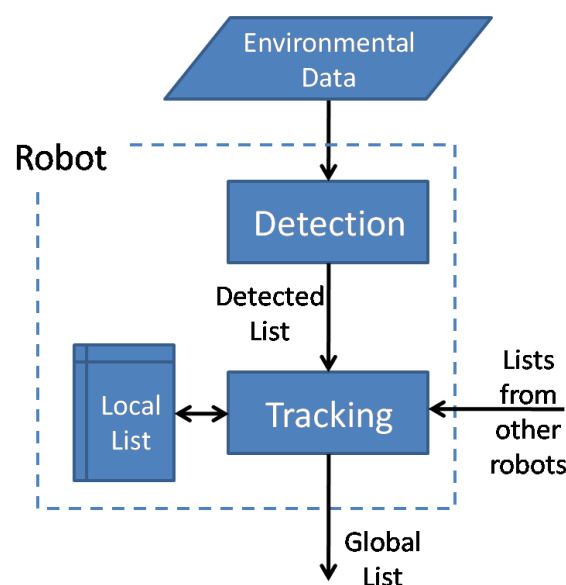 Environmental
Data
Robot
Detection
Detected
List
Local
List
Tracking
Lists
from
other
robots
Global
List